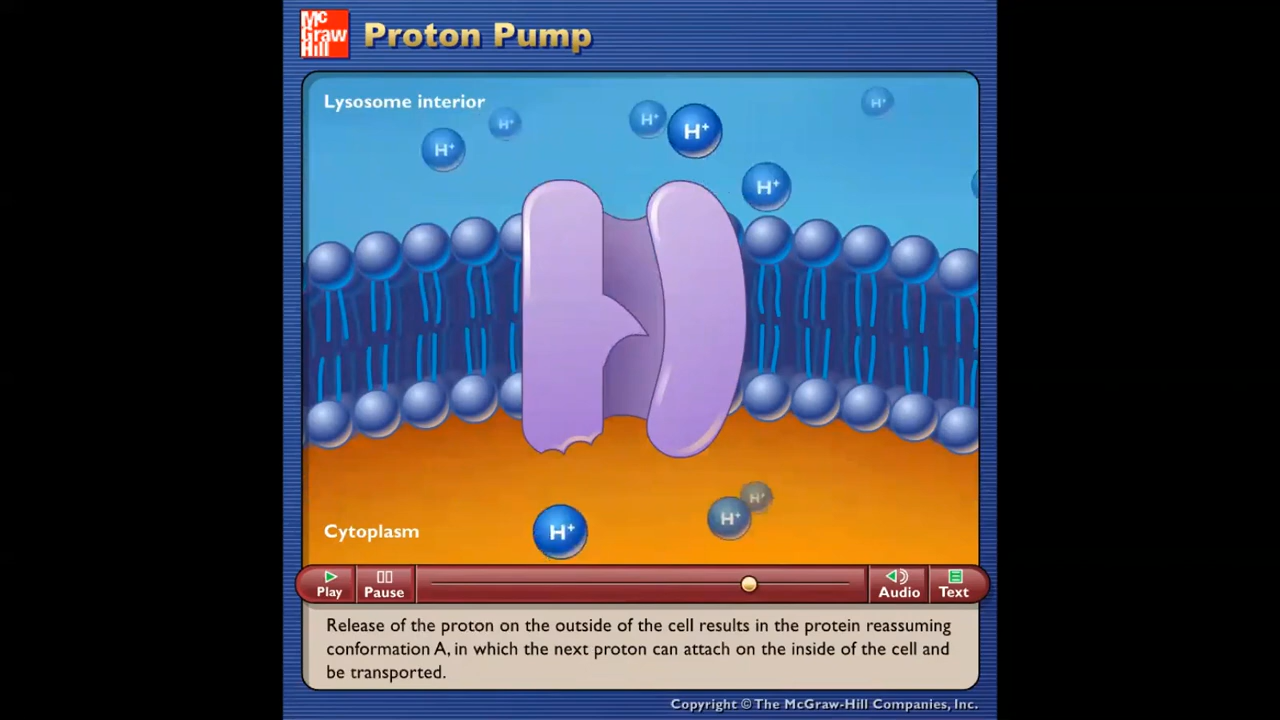 Mc
Graw
Hill
Proton Pump
Lysosome interior
H⁺
H⁺
H⁺
H⁺
H⁺
H⁺
H⁺
H⁺
H⁺
Cytoplasm
Play
Pause
Audio
Text
Release of the proton on the outside of the cell results in the protein reassuming
conformation A, in which the next proton can attach on the inside of the cell and
be transported.
Copyright © The McGraw-Hill Companies, Inc.